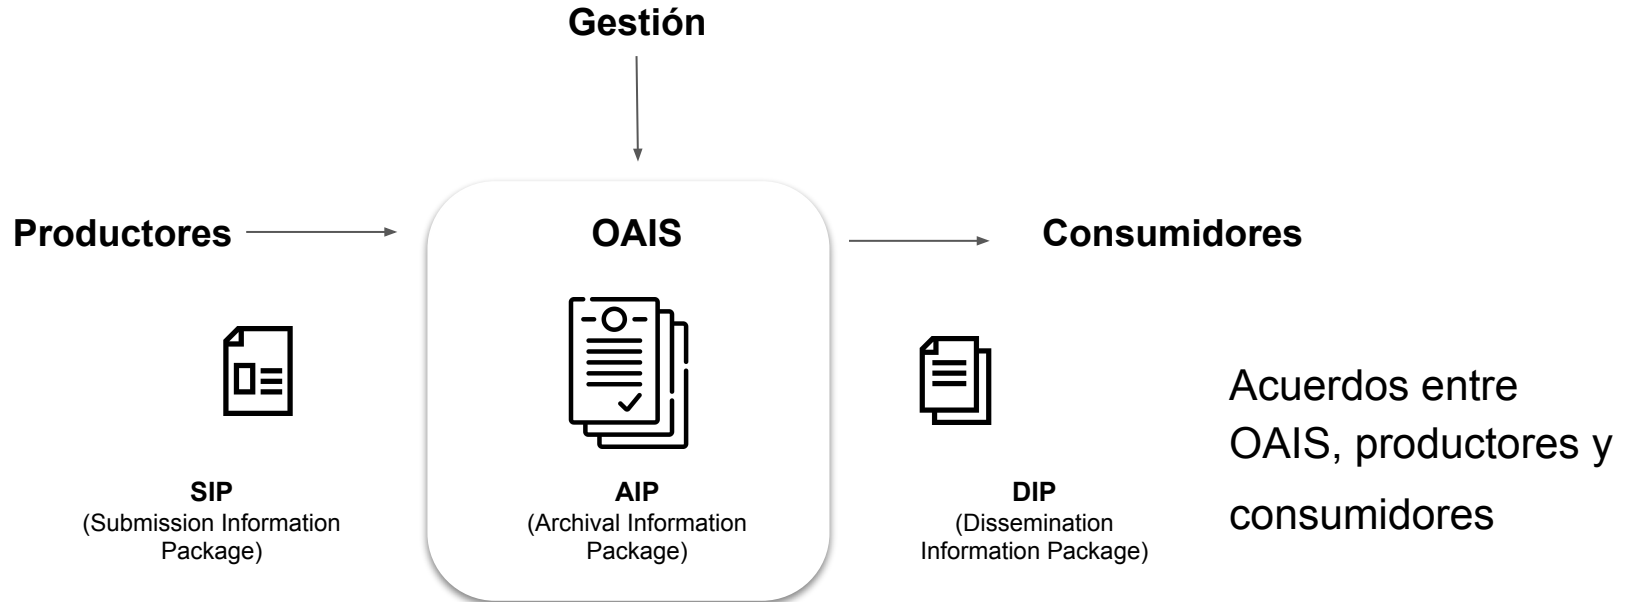 Gestión
Productores
OAIS
Consumidores
SIP
(Submission Information
Package)
AIP
(Archival Information
Package)
DIP
(Dissemination
Information Package)
Acuerdos entre
OAIS, productores y
consumidores